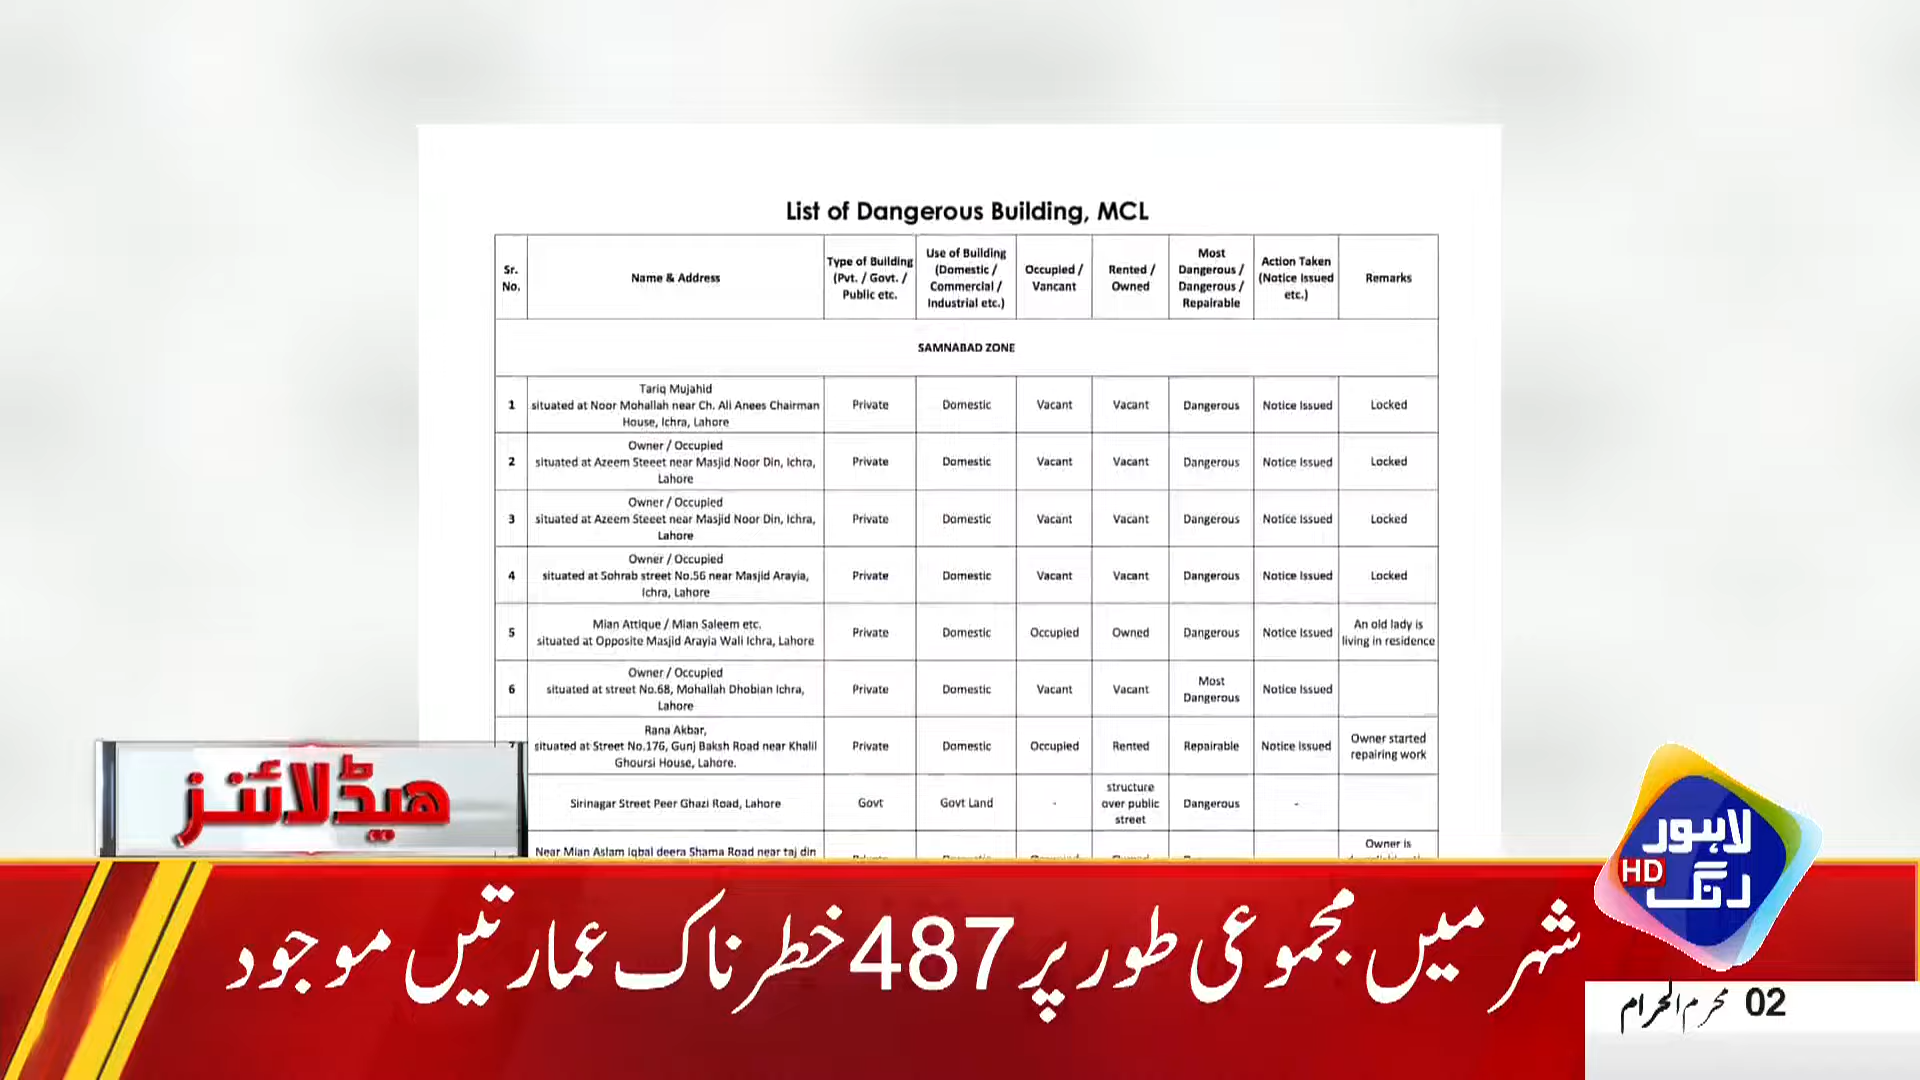 List of Dangerous Building, MCL
Sr. No. | Name & Address | Type of Building (Pvt. / Govt. / Public etc. | Use of Building (Domestic / Commercial / Industrial etc.) | Occupied / Vancant | Rented / Owned | Most Dangerous / Dangerous / Repairable | Action Taken (Notice Issued etc.) | Remarks
SAMNABAD ZONE
1 | Tariq Mujahid situated at Noor Mohallah near Ch. Ali Anees Chairman House, Ichra, Lahore | Private | Domestic | Vacant | Vacant | Dangerous | Notice Issued | Locked
2 | Owner / Occupied situated at Azeem Steeet near Masjid Noor Din, Ichra, Lahore | Private | Domestic | Vacant | Vacant | Dangerous | Notice Issued | Locked
3 | Owner / Occupied situated at Azeem Steeet near Masjid Noor Din, Ichra, Lahore | Private | Domestic | Vacant | Vacant | Dangerous | Notice Issued | Locked
4 | Owner / Occupied situated at Sohrab street No.56 near Masjid Arayia, Ichra, Lahore | Private | Domestic | Vacant | Vacant | Dangerous | Notice Issued | Locked
5 | Mian Attique / Mian Saleem etc. situated at Opposite Masjid Arayia Wali Ichra, Lahore | Private | Domestic | Occupied | Owned | Dangerous | Notice Issued | An old lady is living in residence
6 | Owner / Occupied situated at street No.68, Mohallah Dhobian Ichra, Lahore | Private | Domestic | Vacant | Vacant | Most Dangerous | Notice Issued |
7 | Rana Akbar, situated at Street No.176, Gunj Baksh Road near Khalil Ghoursi House, Lahore. | Private | Domestic | Occupied | Rented | Repairable | Notice Issued | Owner started repairing work
Sirinagar Street Peer Ghazi Road, Lahore | Govt | Govt Land | - | structure over public street | Dangerous | - |
Near Mian Aslam Iqbal deera Shama Road near taj din | Owner is
ہیڈلائنز
لاہور
رنگ
HD
شہر میں مجموعی طور پر 487 خطرناک عمارتیں موجود
02 محرم الحرام